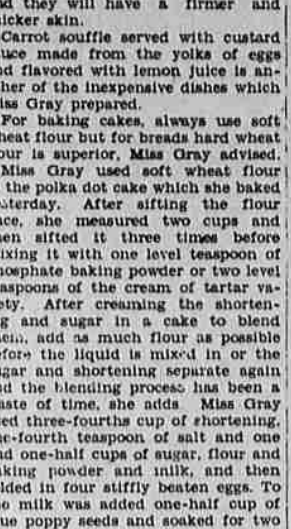 nd they will have a firmer and
hicker skin.
Carrot souffle served with custard
uce made from the yolks of eggs
nd flavored with lemon juice is an-
her of the inexpensive dishes which
iss Gray prepared.
For baking cakes, always use soft
heat flour but for breads hard wheat
our is superior, Miss Gray advised.
Miss Gray used soft wheat flour
the polka dot cake which she baked
sterday. After sifting the flour
ce, she measured two cups and
en sifted it three times before
ixing it with one level teaspoon of
hosphate baking powder or two level
aspoons of the cream of tartar va-
ety. After creaming the shorten-
g and sugar in a cake to blend
em, add as much flour as possible
fore the liquid is mixed in or the
gar and shortening separate again
nd the blending process has been a
aste of time, she adds Miss Gray
ed three-fourths cup of shortening,
e-fourth teaspoon of salt and one
nd one-half cups of sugar, flour and
king powder and milk, and then
lded in four stiffly beaten eggs. To
e milk was added one-half cup of
ue poppy seeds and soaked for two